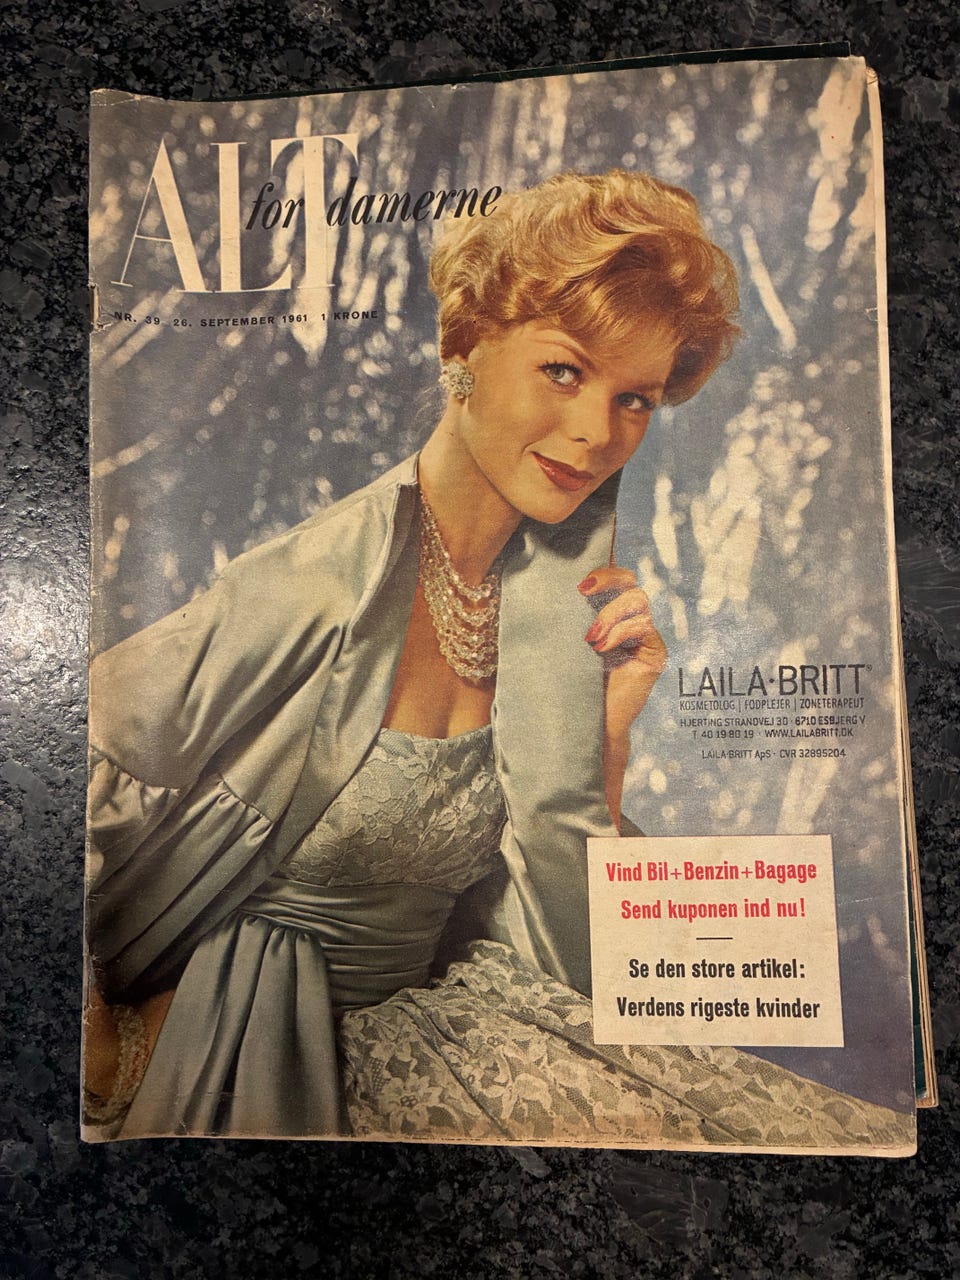 ALT for damerne
NR. 39 26. SEPTEMBER 1961 1 KRONE
LAILA·BRITT®
KOSMETOLOG | FODPLEJER | ZONETERAPEUT
HJERTING STRANDVEJ 30 · 6710 ESBJERG V
T 40 19 80 19 · WWW.LAILABRITT.DK
LAILA-BRITT ApS · CVR 32895204
Vind Bil+Benzin+Bagage
Send kuponen ind nu!
Se den store artikel:
Verdens rigeste kvinder